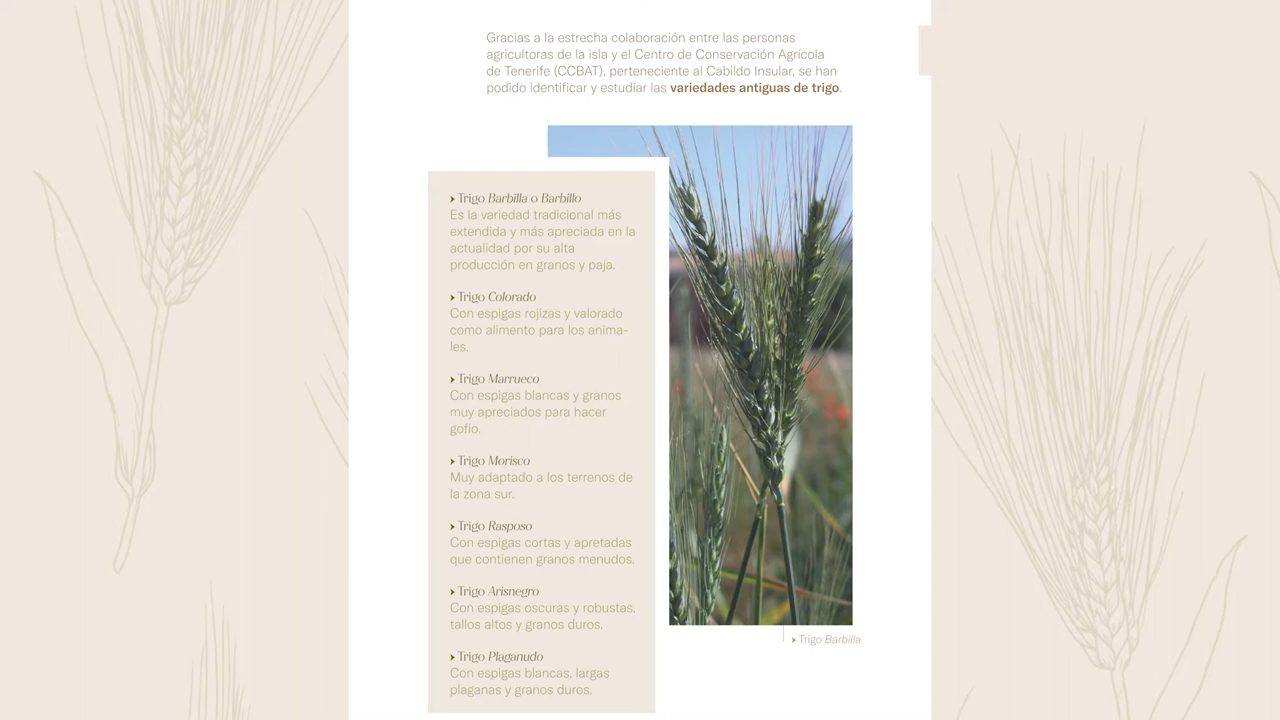 Gracias a la estrecha colaboración entre las personas
agricultoras de la isla y el Centro de Conservación Agrícola
de Tenerife (CCBAT), perteneciente al Cabildo Insular, se han
podido identificar y estudiar las variedades antiguas de trigo.
Trigo Barbilla o Barbillo
Es la variedad tradicional más
extendida y más apreciada en la
actualidad por su alta
producción en granos y paja.
Trigo Colorado
Con espigas rojizas y valorado
como alimento para los anima-
les.
Trigo Marrueco
Con espigas blancas y granos
muy apreciados para hacer
gofio.
Trigo Morisco
Muy adaptado a los terrenos de
la zona sur.
Trigo Rasposo
Con espigas cortas y apretadas
que contienen granos menudos.
Trigo Arisnegro
Con espigas oscuras y robustas,
tallos altos y granos duros.
Trigo Plaganudo
Con espigas blancas, largas
plaganas y granos duros.
Trigo Barbilla